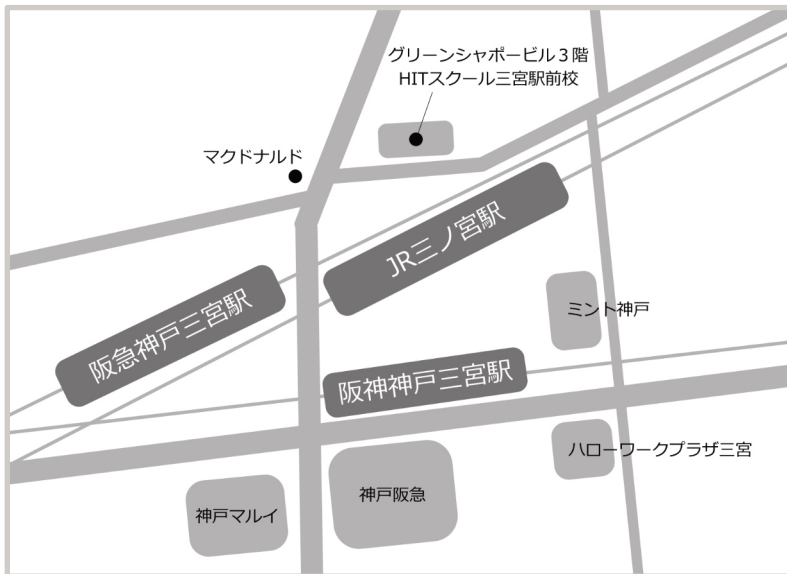 グリーンシャポービル３階
HITスクール三宮駅前校
マクドナルド
JR三ノ宮駅
阪急神戸三宮駅
ミント神戸
阪神神戸三宮駅
ハローワークプラザ三宮
神戸阪急
神戸マルイ